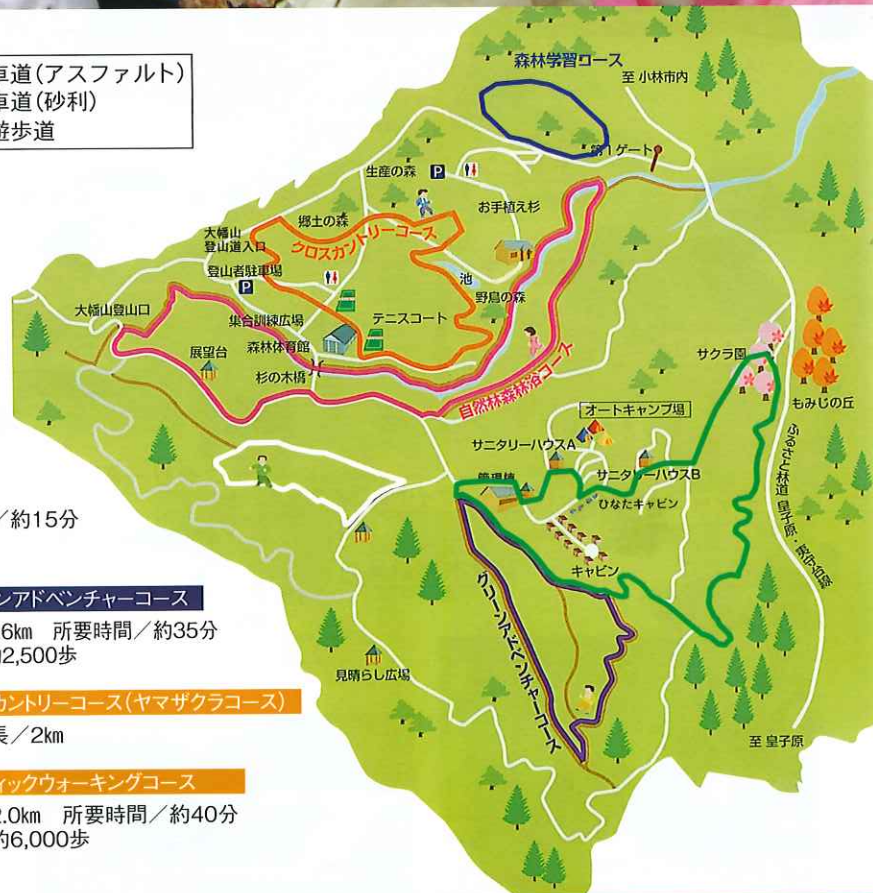 車道(アスファルト)
車道(砂利)
遊歩道
森林学習コース
至 小林市内
第1ゲート
生産の森
P
お手植え杉
郷土の森
大幡山
登山道入口
クロスカントリーコース
登山者駐車場
P
池
野鳥の森
大幡山登山口
集合訓練広場
テニスコート
森林体育館
展望台
杉の木橋
自然林森林浴コート
サクラ園
もみじの丘
オートキャンプ場
サニタリーハウスA
サニタリーハウスB
管理棟
ひなたキャビン
キャビン
ふるさと林道 皇子原・
グリーンアドベンチャーコース
見晴らし広場
至 皇子原
/約15分
ンアドベンチャーコース
6km 所要時間/約35分
2,500歩
カントリーコース(ヤマザクラコース)
長/2km
ィックウォーキングコース
2.0km 所要時間/約40分
約6,000歩